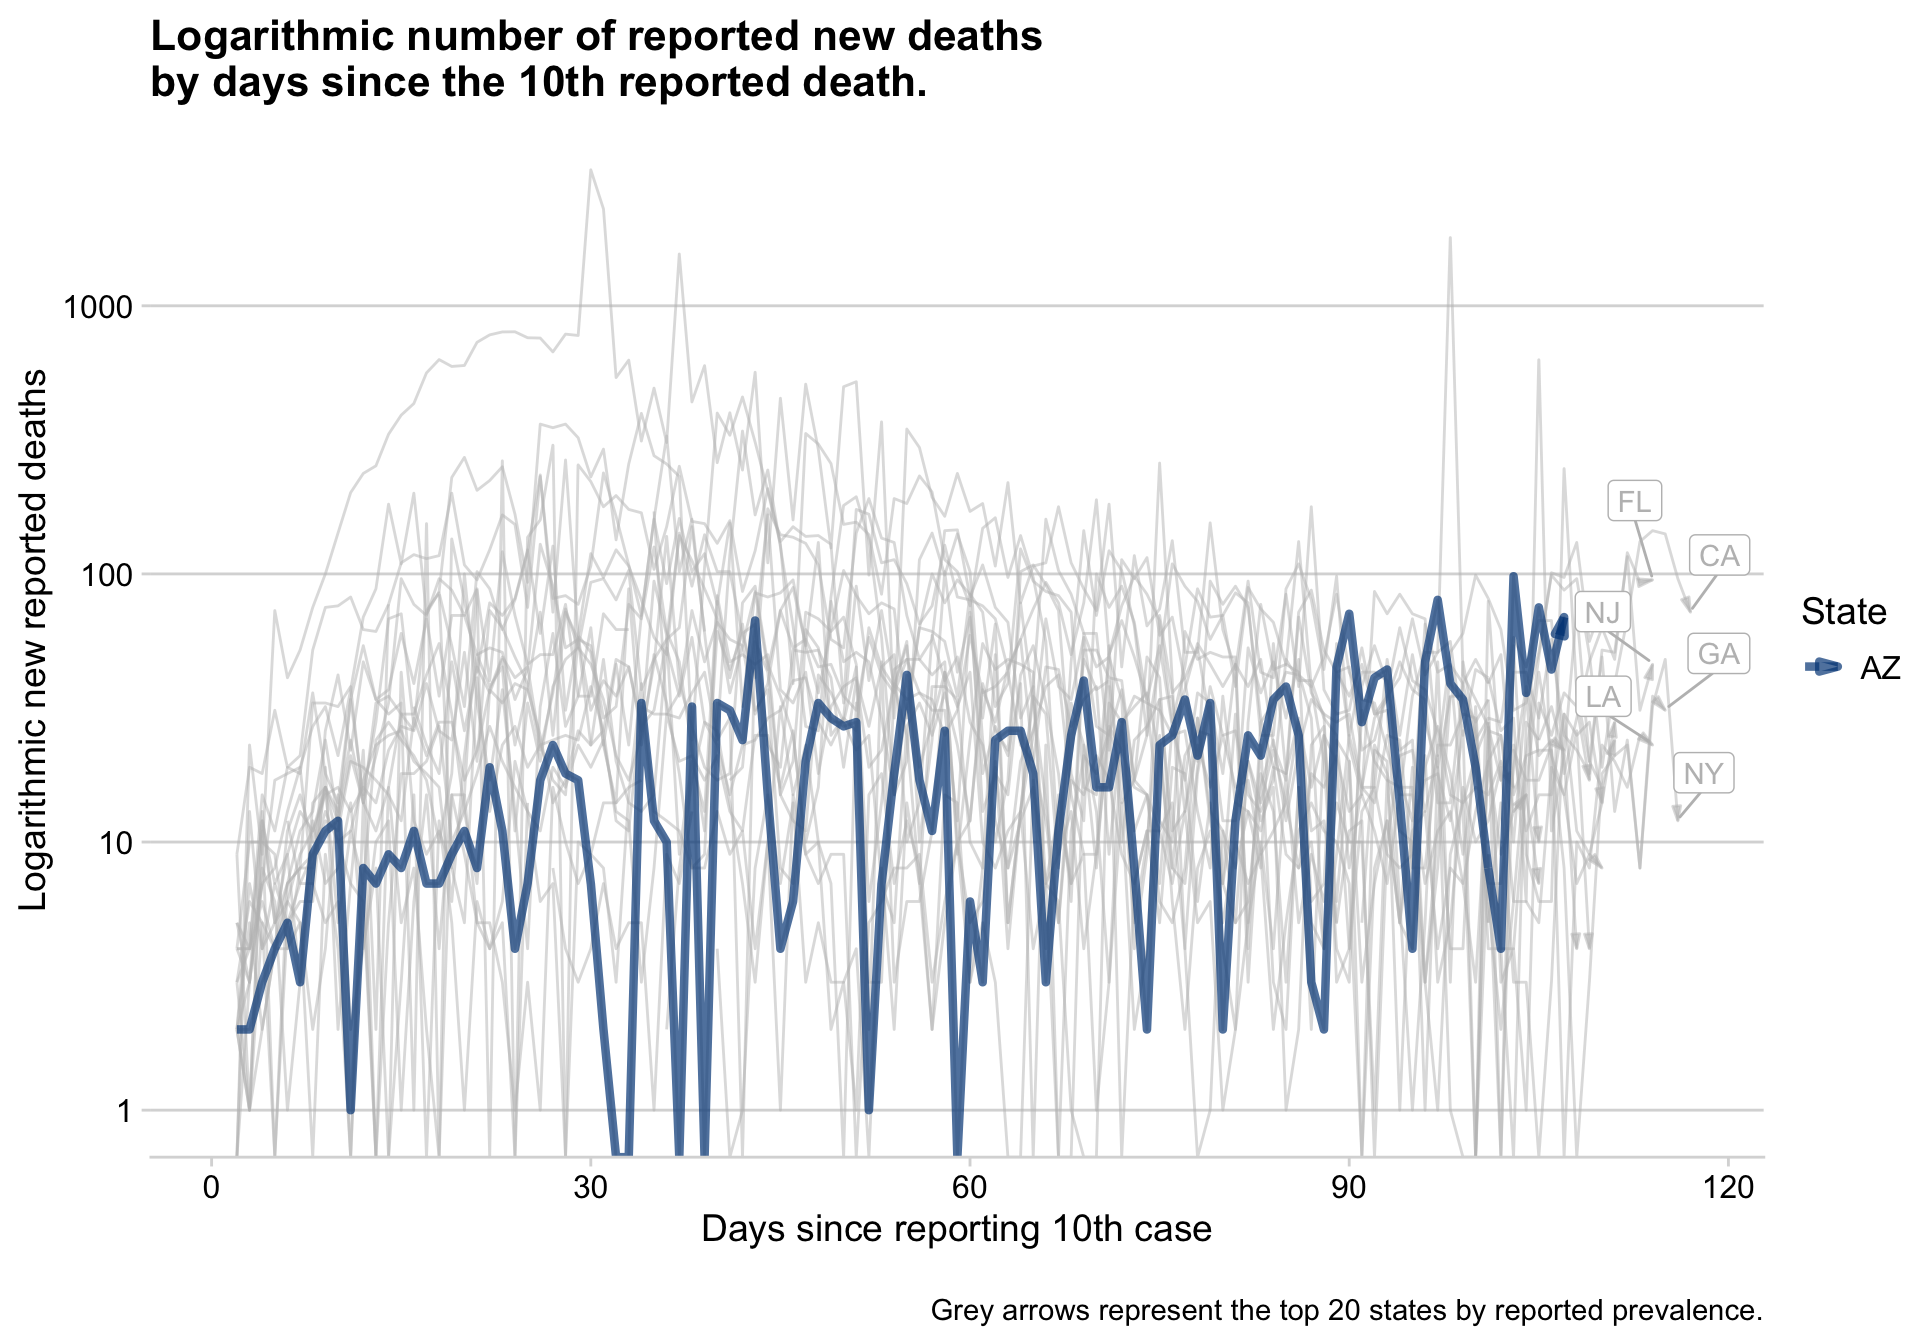 Logarithmic number of reported new deaths
by days since the 10th reported death.
Logarithmic new reported deaths
1000
100
10
1
FL
CA
NJ
GA
LA
NY
State
AZ
0
30
60
90
120
Days since reporting 10th case
Grey arrows represent the top 20 states by reported prevalence.